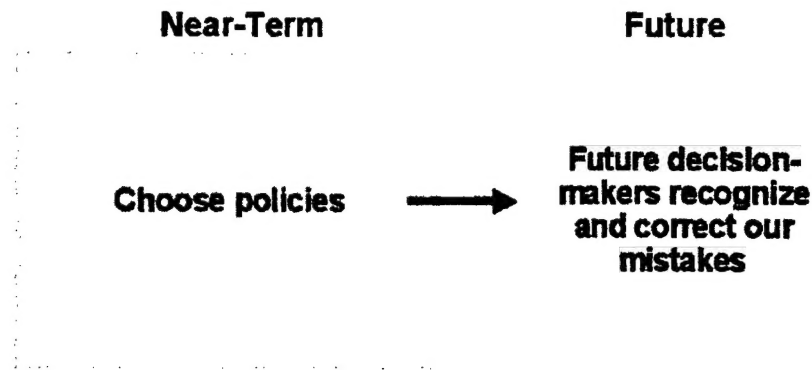 Near-Term
Future
Choose policies
Future decision-
makers recognize
and correct our
mistakes